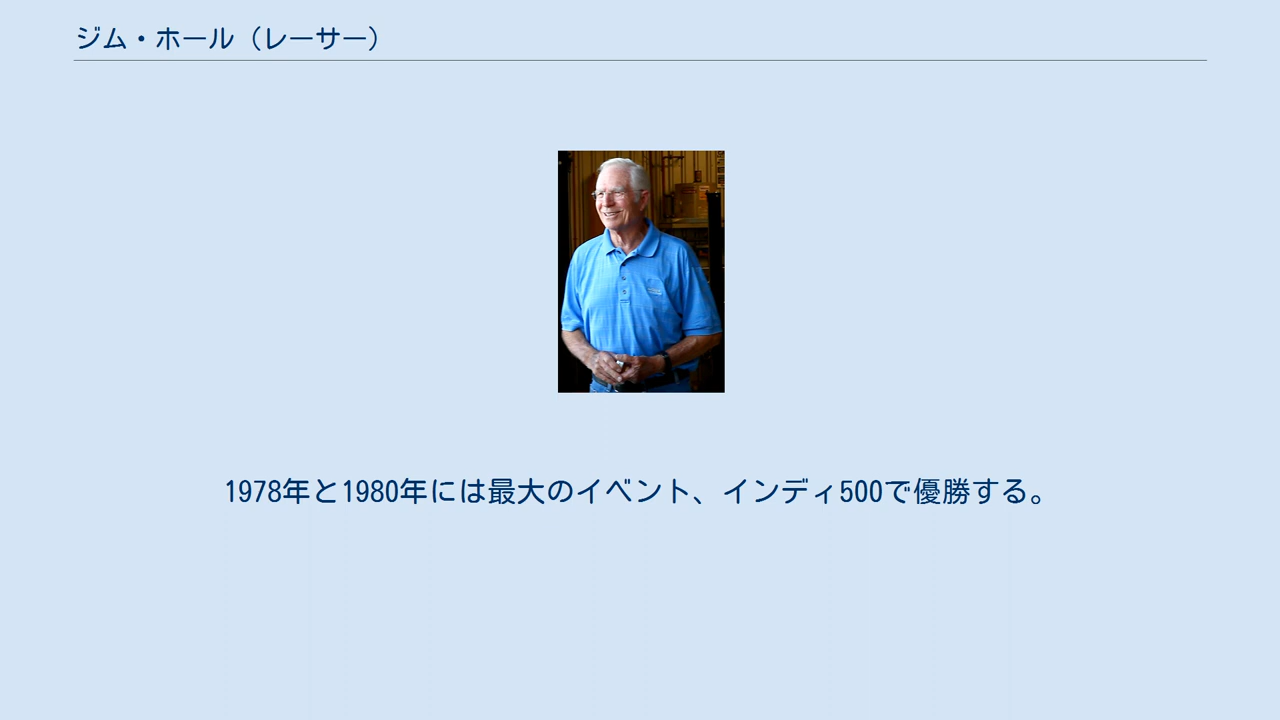 ジム・ホール（レーサー）
1978年と1980年には最大のイベント、インディ500で優勝する。